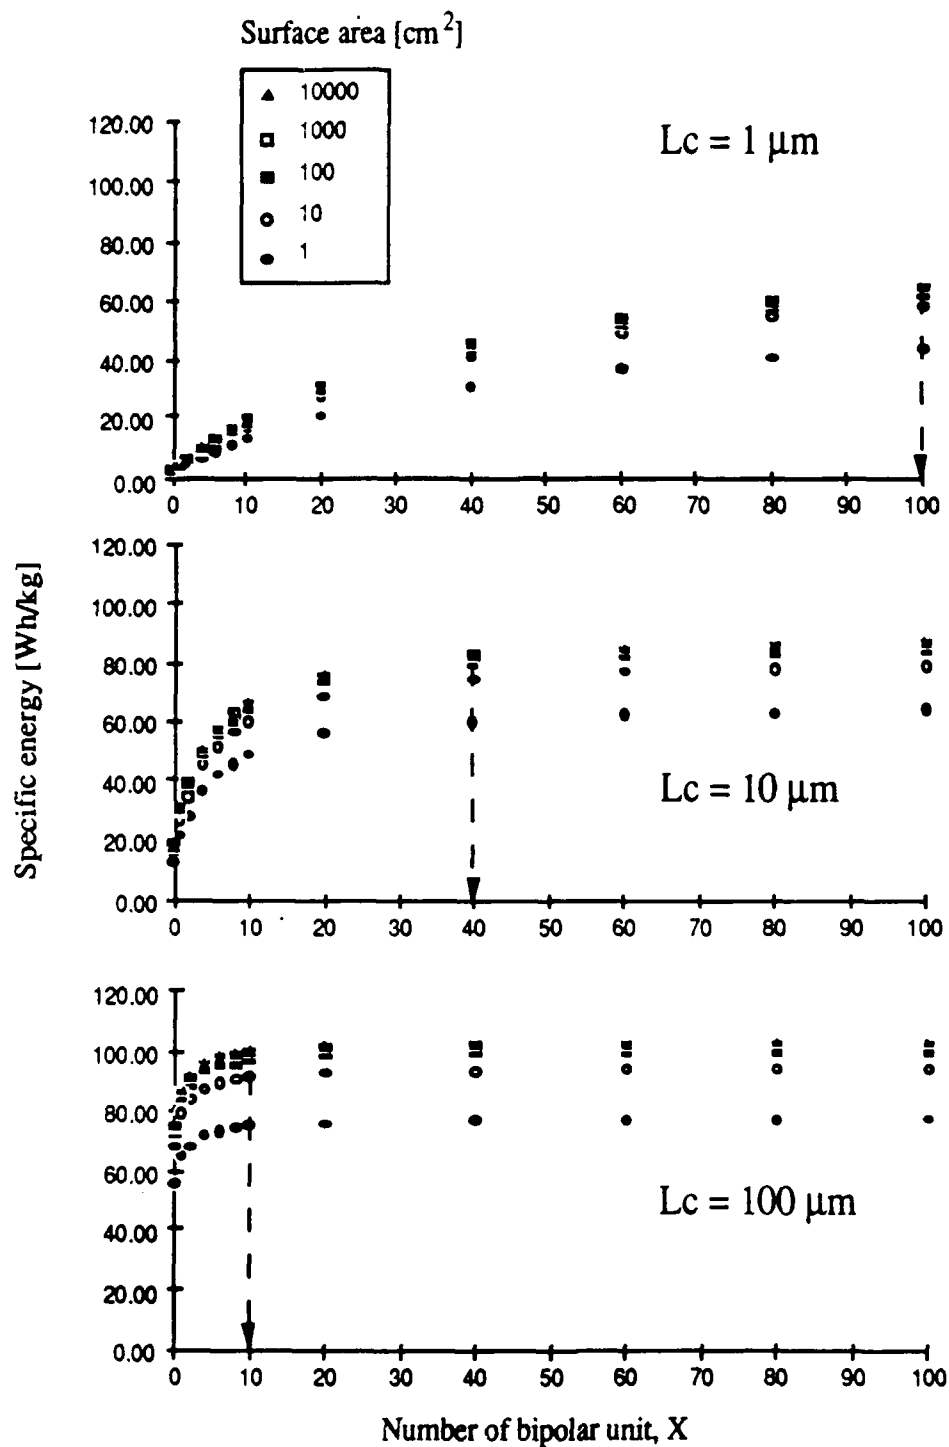 Surface area [cm²]
10000
1000
100
10
1
Lc = 1 µm
120.00
100.00
80.00
60.00
40.00
20.00
0.00
0 10 20 30 40 50 60 70 80 90 100
Specific energy [Wh/kg]
120.00
100.00
80.00
60.00
40.00
20.00
0.00
Lc = 10 µm
0 10 20 30 40 50 60 70 80 90 100
120.00
100.00
80.00
60.00
40.00
20.00
0.00
Lc = 100 µm
0 10 20 30 40 50 60 70 80 90 100
Number of bipolar unit, X